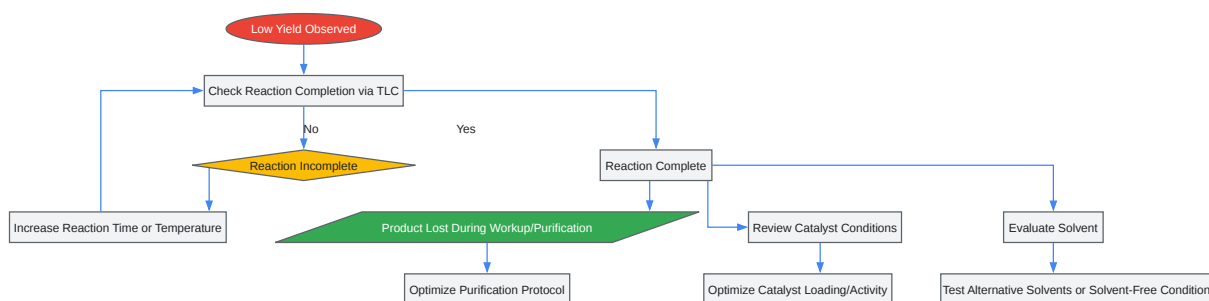 Low Yield Observed
Check Reaction Completion via TLC
No
Yes
Reaction Incomplete
Reaction Complete
Increase Reaction Time or Temperature
Product Lost During Workup/Purification
Review Catalyst Conditions
Evaluate Solvent
Optimize Purification Protocol
Optimize Catalyst Loading/Activity
Test Alternative Solvents or Solvent-Free Condition